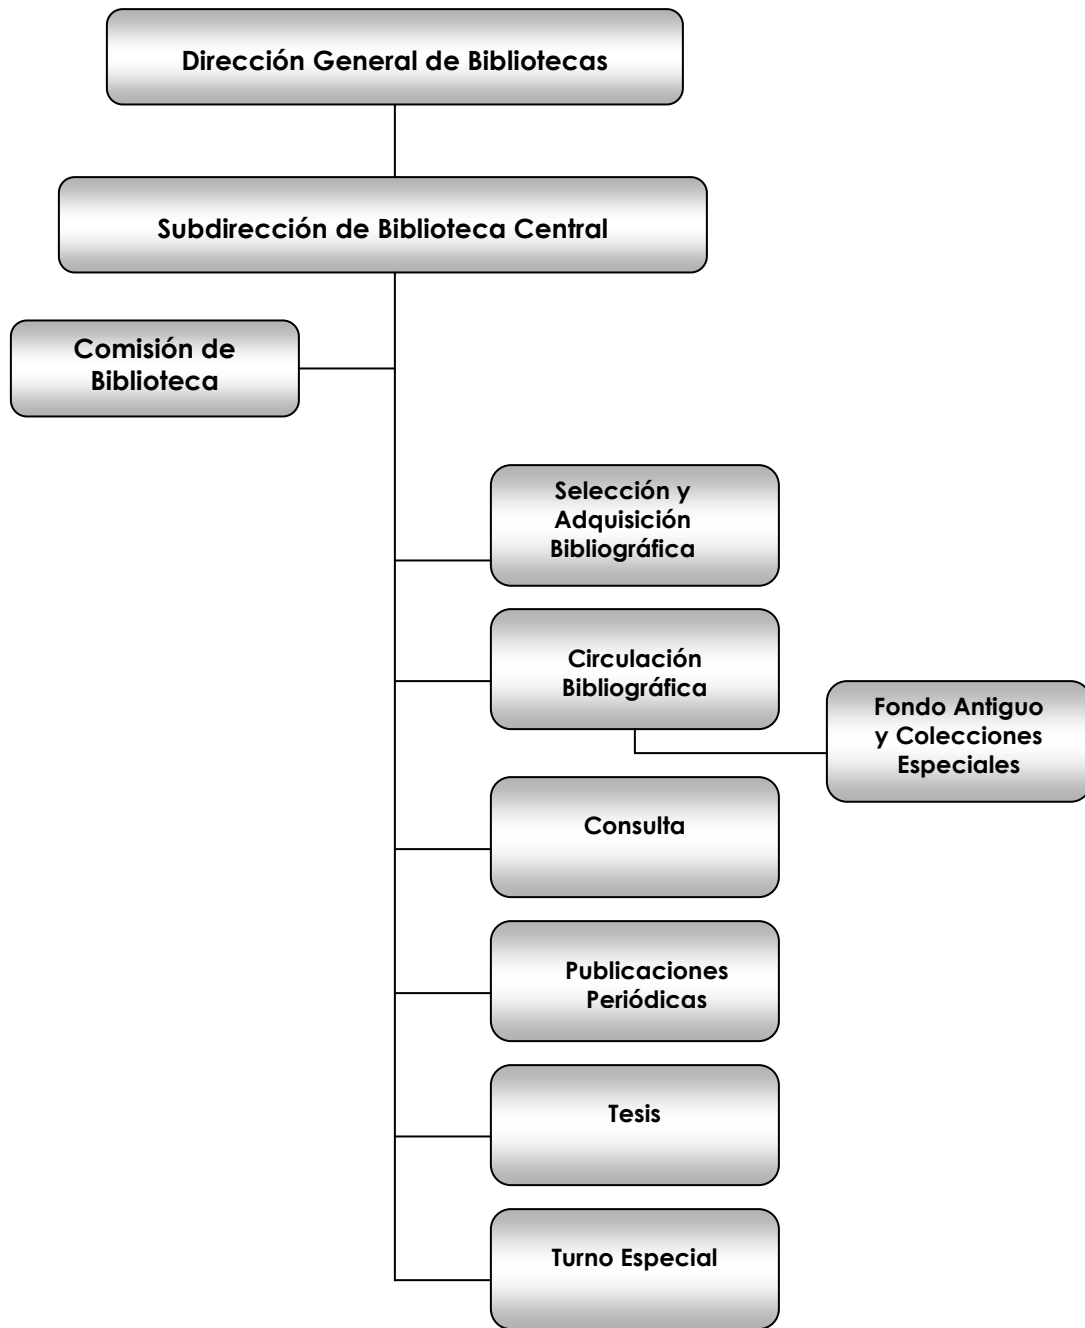 Dirección General de Bibliotecas
Subdirección de Biblioteca Central
Comisión de
Biblioteca
Selección y
Adquisición
Bibliográfica
Circulación
Bibliográfica
Fondo Antiguo
y Colecciones
Especiales
Consulta
Publicaciones
Periódicas
Tesis
Turno Especial